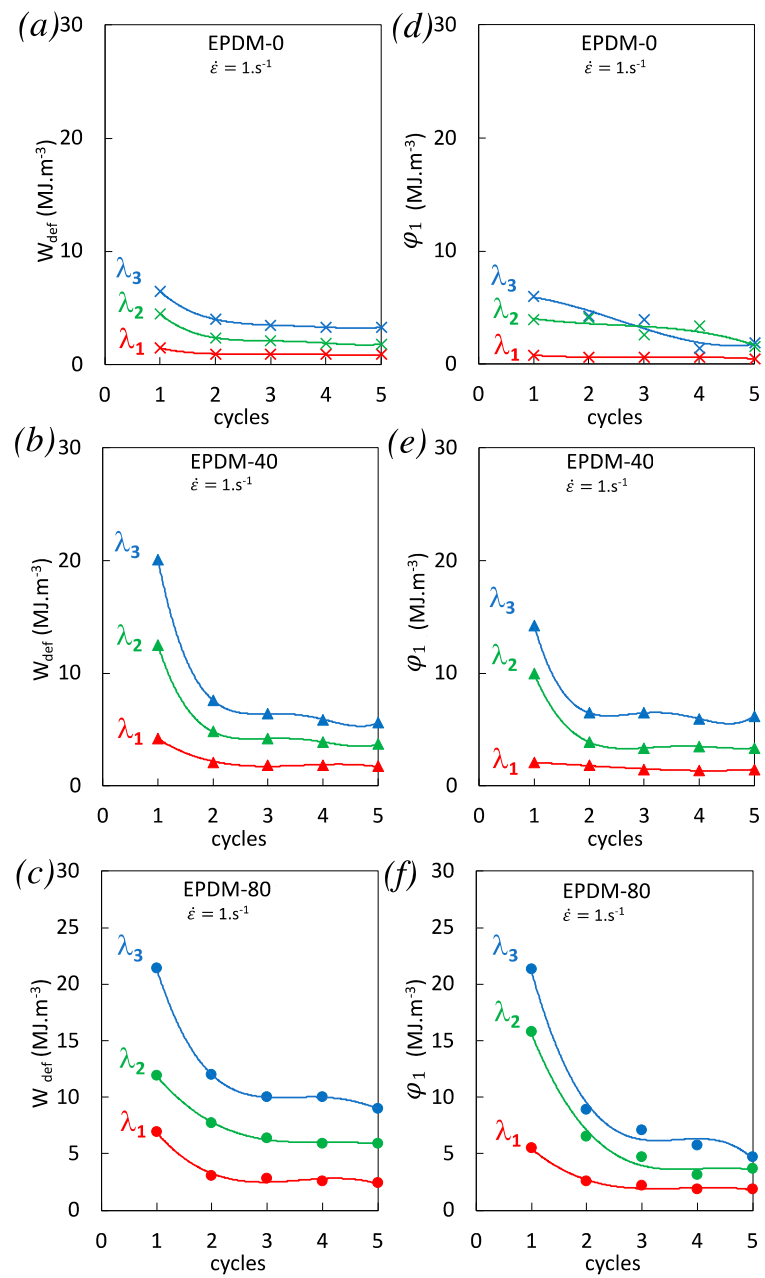 (a)
30
20
10
0
W_def (MJ.m⁻³)
EPDM-0
ε̇ = 1.s⁻¹
λ₃
λ₂
λ₁
0 1 2 3 4 5
cycles
(d)
30
20
10
0
φ₁ (MJ.m⁻³)
EPDM-0
ε̇ = 1.s⁻¹
λ₃
λ₂
λ₁
0 1 2 3 4 5
cycles
(b)
30
20
10
0
W_def (MJ.m⁻³)
EPDM-40
ε̇ = 1.s⁻¹
λ₃
λ₂
λ₁
0 1 2 3 4 5
cycles
(e)
30
20
10
0
φ₁ (MJ.m⁻³)
EPDM-40
ε̇ = 1.s⁻¹
λ₃
λ₂
λ₁
0 1 2 3 4 5
cycles
(c)
30
25
20
15
10
5
0
W_def (MJ.m⁻³)
EPDM-80
ε̇ = 1.s⁻¹
λ₃
λ₂
λ₁
0 1 2 3 4 5
cycles
(f)
30
25
20
15
10
5
0
φ₁ (MJ.m⁻³)
EPDM-80
ε̇ = 1.s⁻¹
λ₃
λ₂
λ₁
0 1 2 3 4 5
cycles